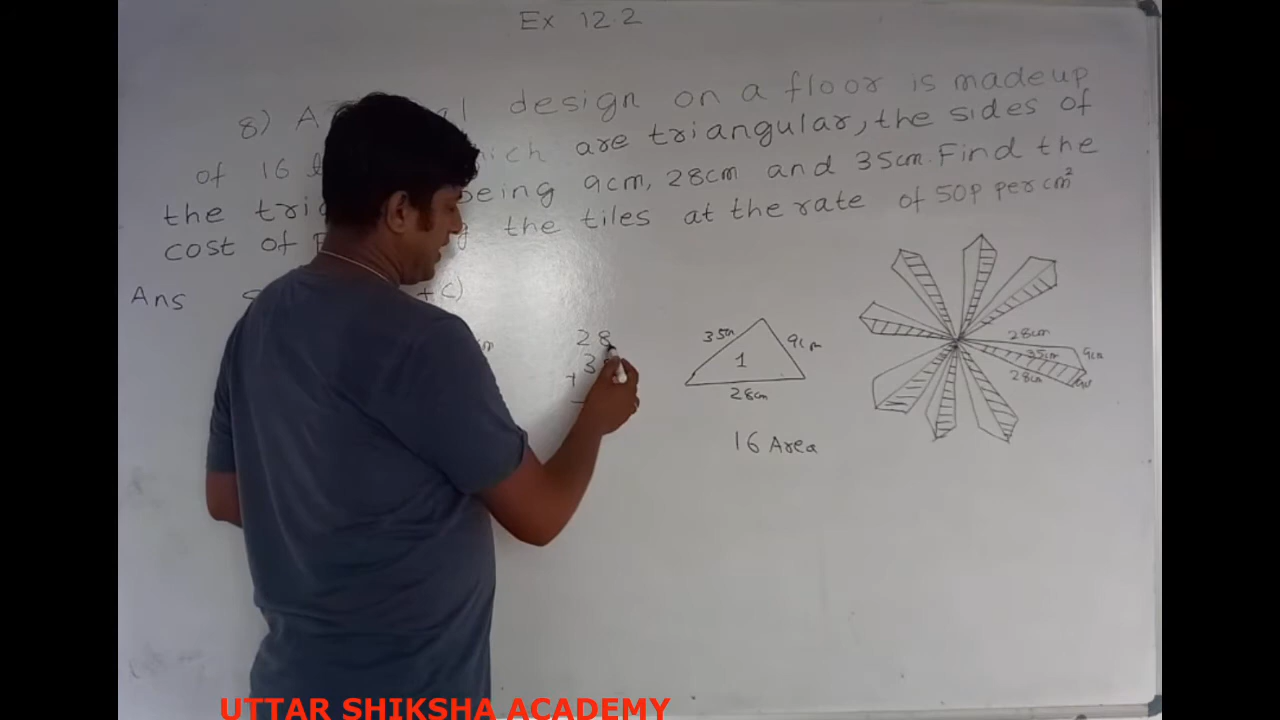 Ex 12.2
8) A design on a floor is madeup
of 16 are triangular, the sides of
the being 9cm, 28cm and 35cm. Find the
cost of the tiles at the rate of 50p per cm²
Ans +c)
28
3
+
35cm 9cm
1
28cm
16 Area
28cm
35cm 9cm
28cm
UTTAR SHIKSHA ACADEMY